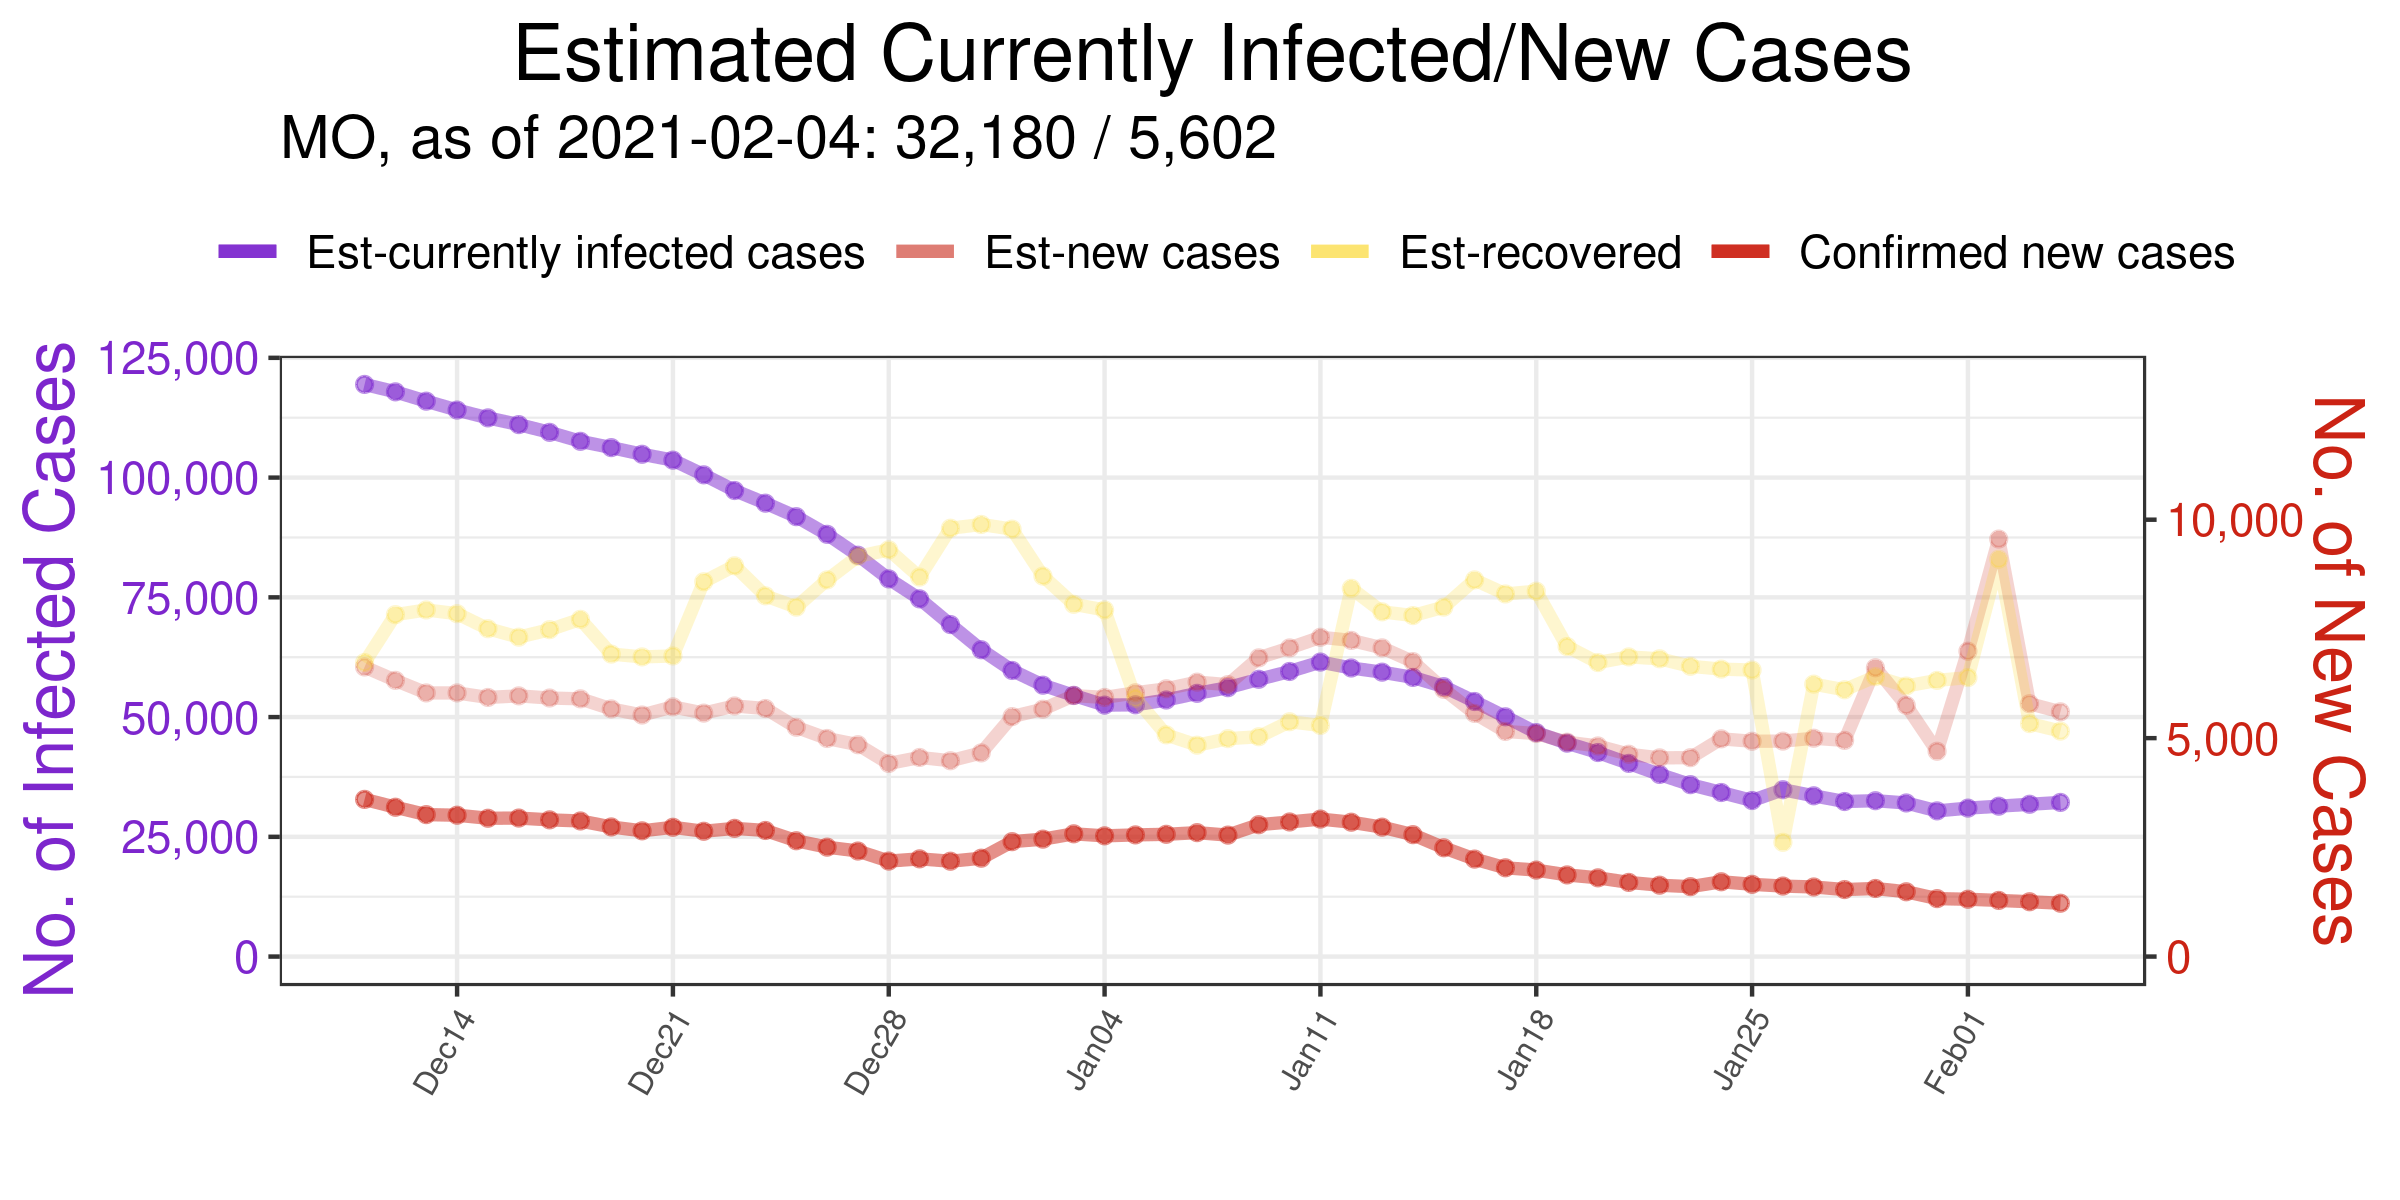 Estimated Currently Infected/New Cases
MO, as of 2021-02-04: 32,180 / 5,602
Est-currently infected cases Est-new cases Est-recovered Confirmed new cases
No. of Infected Cases
125,000
100,000
75,000
50,000
25,000
0
No. of New Cases
10,000
5,000
0
Dec14 Dec21 Dec28 Jan04 Jan11 Jan18 Jan25 Feb01